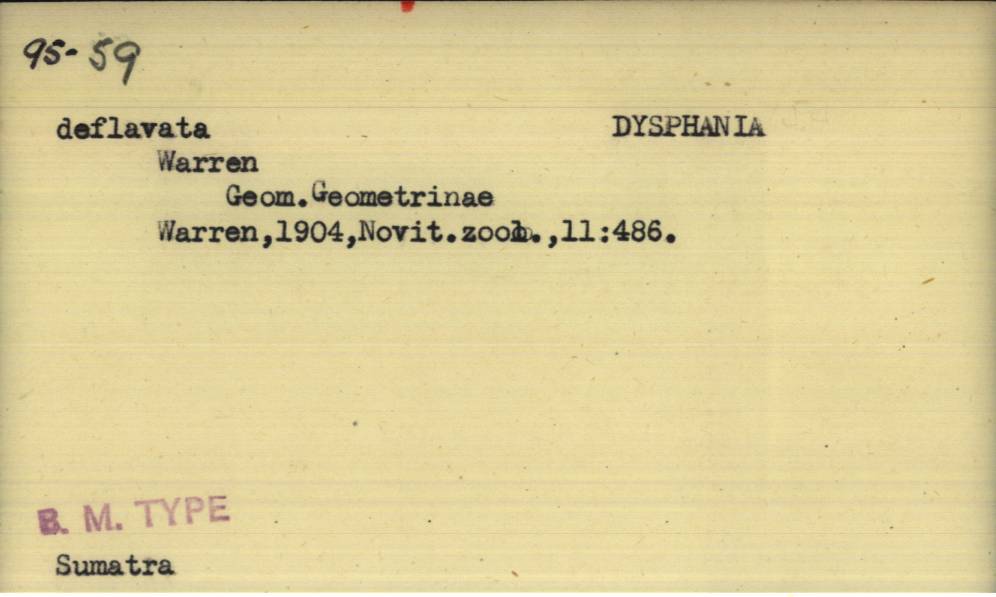 95-59
deflavata DYSPHANIA
Warren
Geom.Geometrinae
Warren,1904,Novit.zool.,11:486.
B. M. TYPE
Sumatra